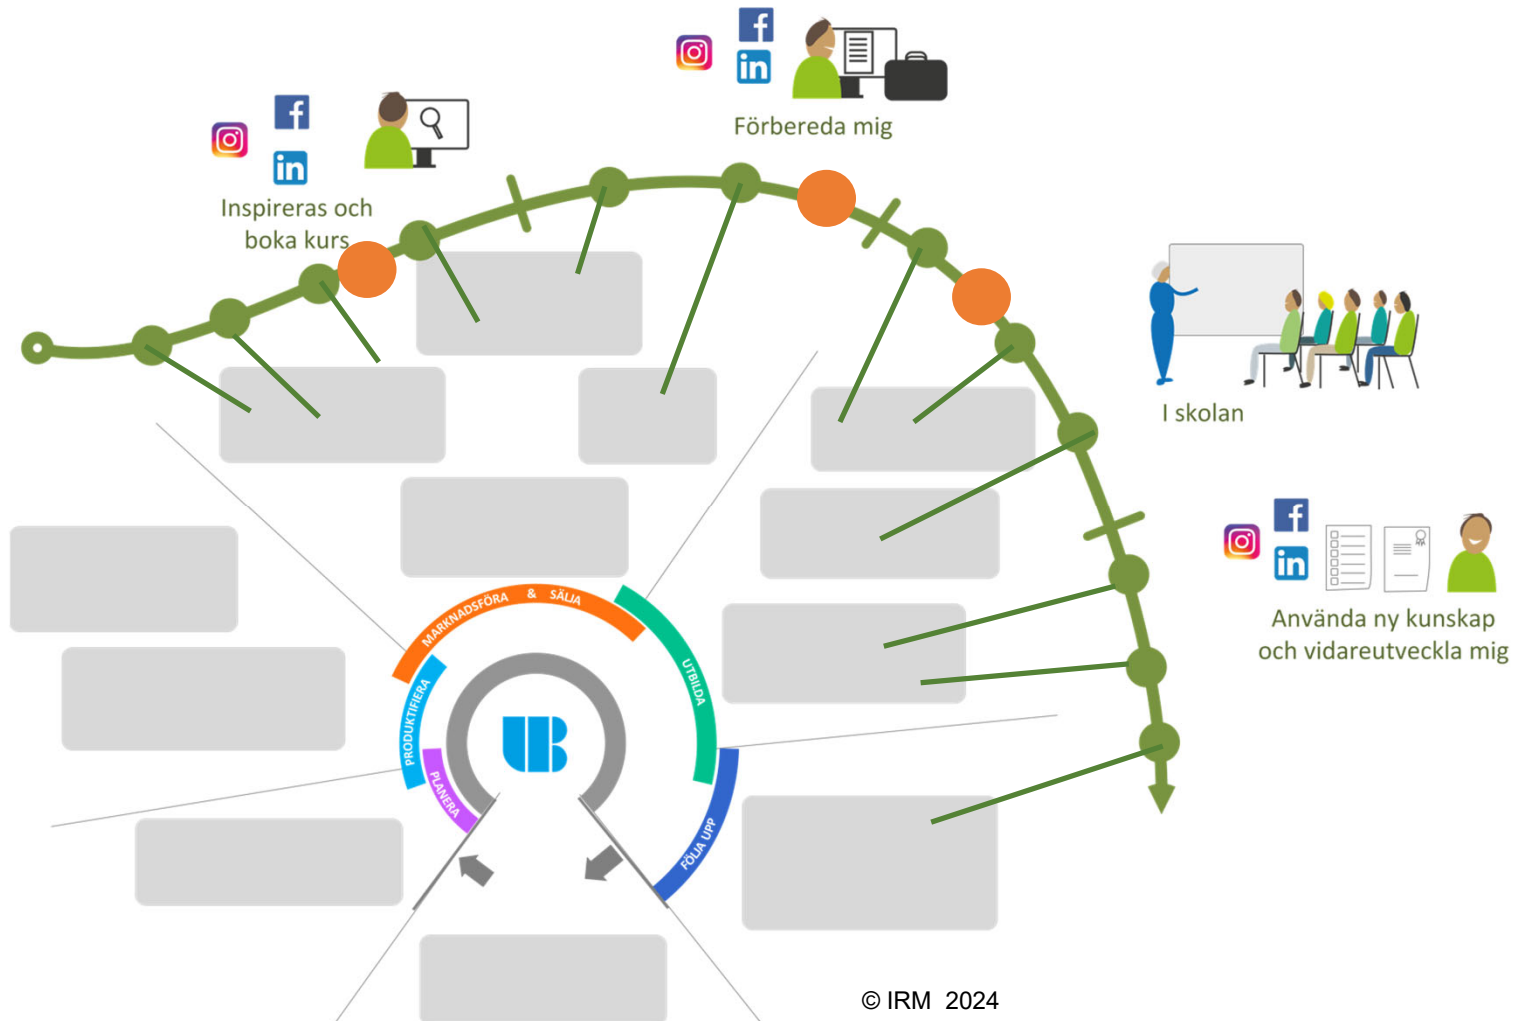 Förbereda mig
Inspireras och
boka kurs
I skolan
Använda ny kunskap
och vidareutveckla mig
MARKNADSFÖRA & SÄLJA
UTBILDA
PRODUKTIFIERA
PLANERA
FÖLJA UPP
© IRM 2024